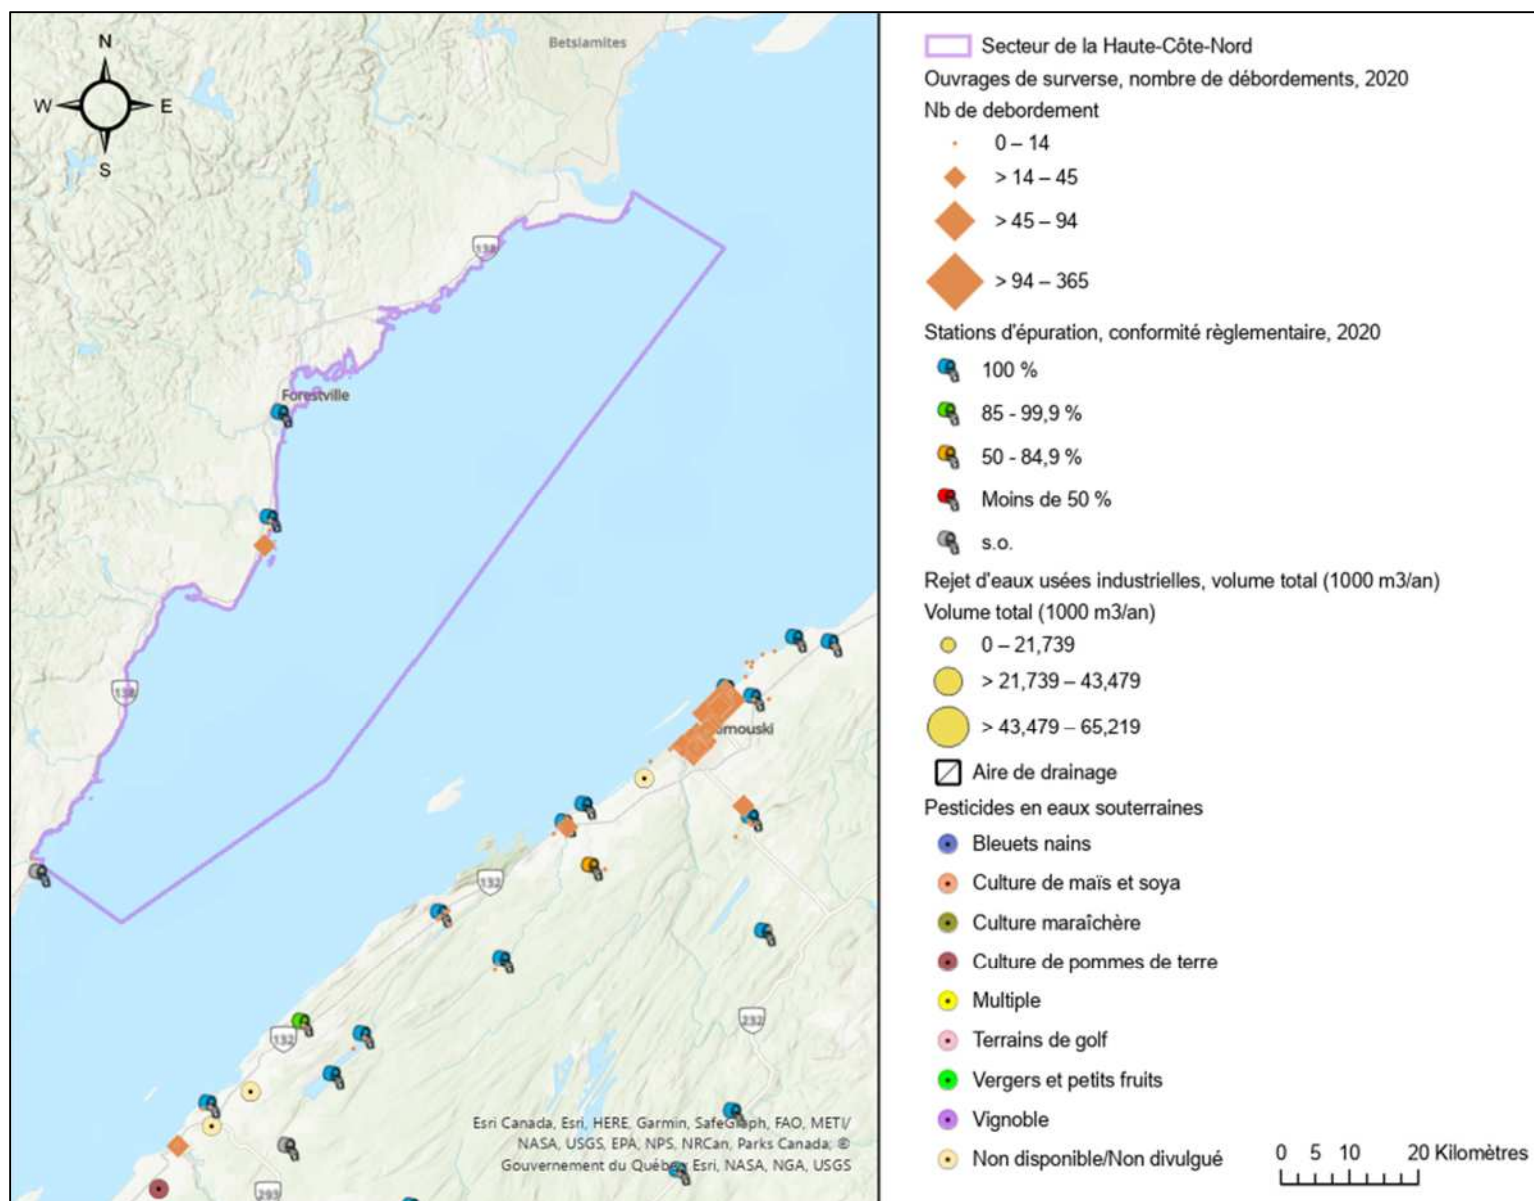 N
W
E
S
Betsiamites
138
Forestville
138
132
132
232
293
Esri Canada, Esri, HERE, Garmin, SafeGraph, FAO, METI/
NASA, USGS, EPA, NPS, NRCan, Parks Canada; ©
Gouvernement du Québec, Esri, NASA, NGA, USGS
Secteur de la Haute-Côte-Nord
Ouvrages de surverse, nombre de débordements, 2020
Nb de debordement
0 – 14
> 14 – 45
> 45 – 94
> 94 – 365
Stations d'épuration, conformité règlementaire, 2020
100 %
85 - 99,9 %
50 - 84,9 %
Moins de 50 %
s.o.
Rejet d'eaux usées industrielles, volume total (1000 m3/an)
Volume total (1000 m3/an)
0 – 21,739
> 21,739 – 43,479
> 43,479 – 65,219
Aire de drainage
Pesticides en eaux souterraines
Bleuets nains
Culture de maïs et soya
Culture maraîchère
Culture de pommes de terre
Multiple
Terrains de golf
Vergers et petits fruits
Vignoble
Non disponible/Non divulgué
0 5 10 20 Kilomètres